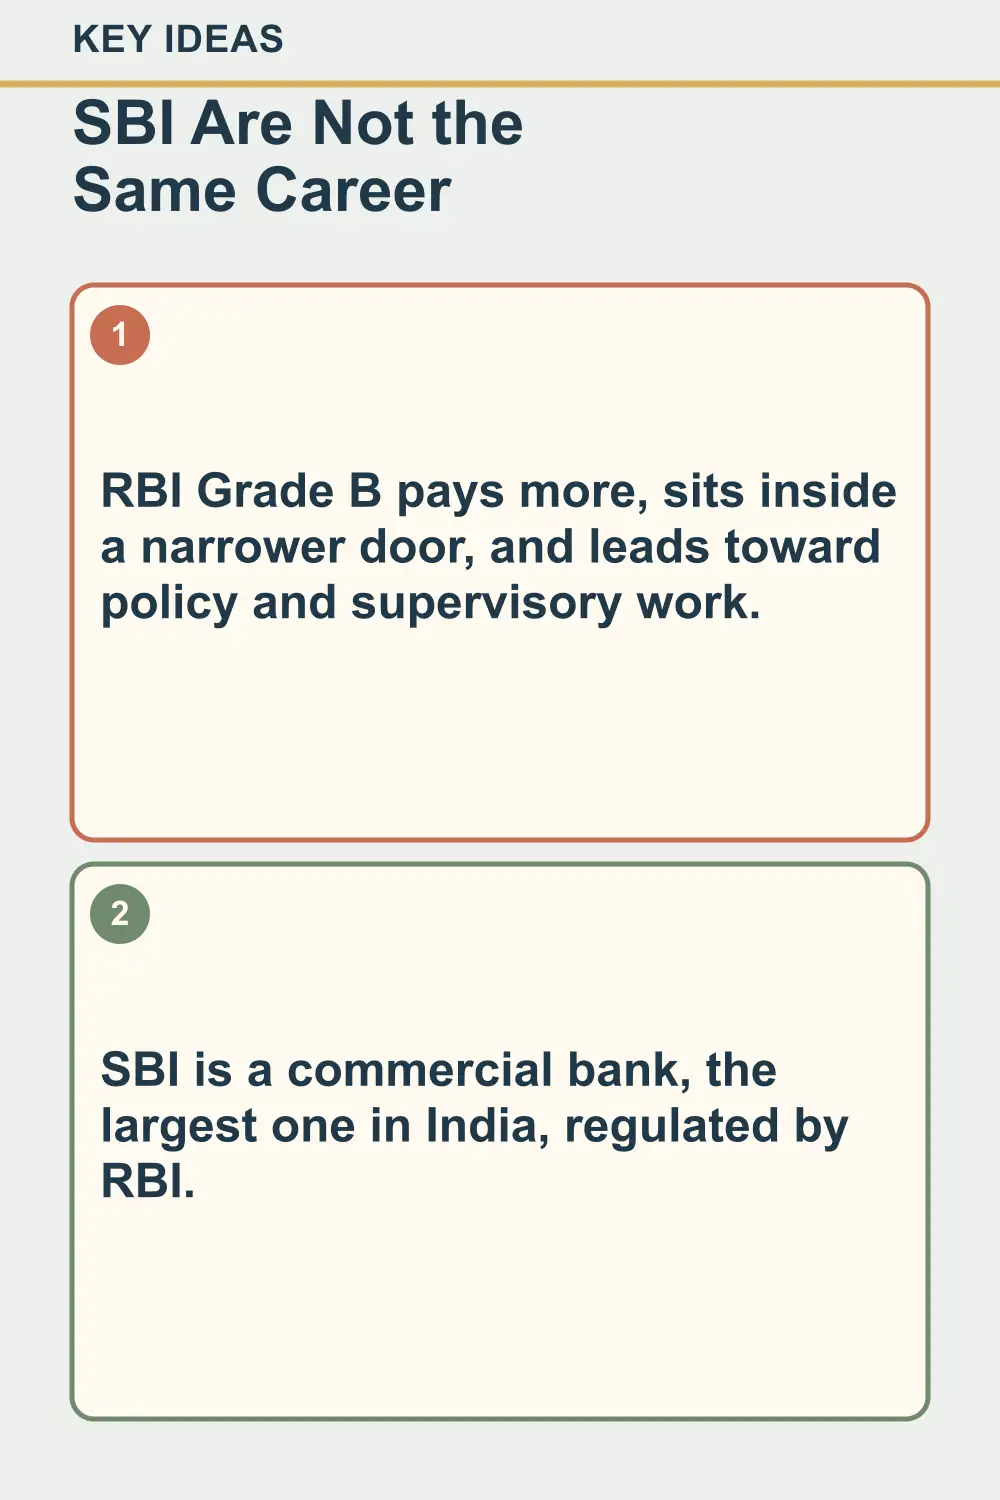 KEY IDEAS
SBI Are Not the
Same Career
1
RBI Grade B pays more, sits inside
a narrower door, and leads toward
policy and supervisory work.
2
SBI is a commercial bank, the
largest one in India, regulated by
RBI.